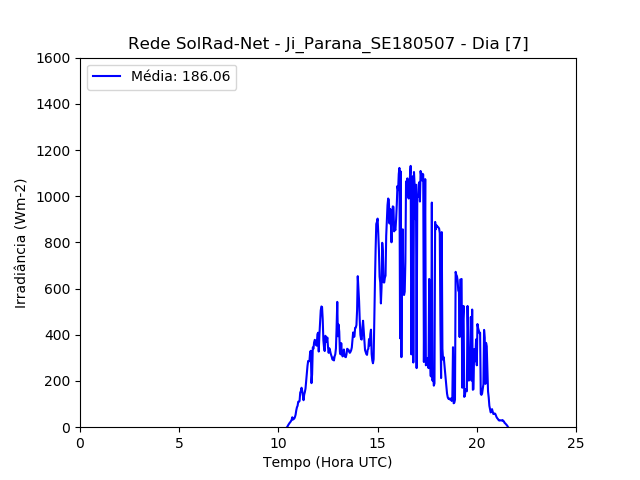 Rede SolRad-Net - Ji_Parana_SE180507 - Dia [7]
Média: 186.06
Irradiância (Wm-2)
1600
1400
1200
1000
800
600
400
200
0
0 5 10 15 20 25
Tempo (Hora UTC)